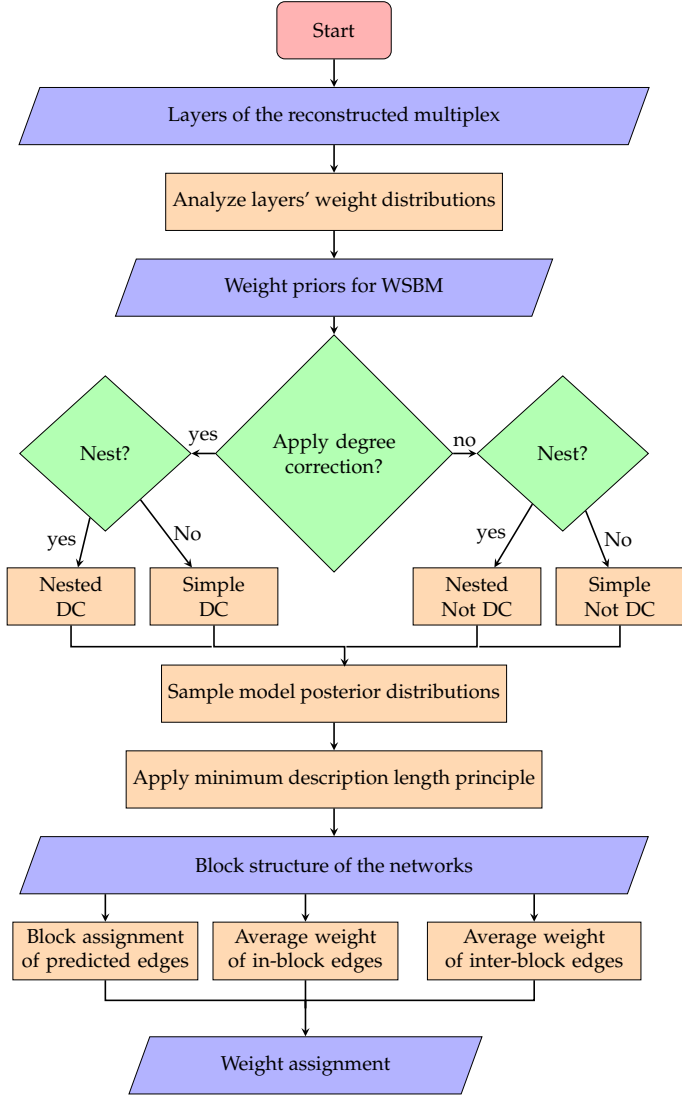 Start
Layers of the reconstructed multiplex
Analyze layers’ weight distributions
Weight priors for WSBM
Apply degree
correction?
yes
no
Nest?
Nest?
yes
No
yes
No
Nested
DC
Simple
DC
Nested
Not DC
Simple
Not DC
Sample model posterior distributions
Apply minimum description length principle
Block structure of the networks
Block assignment
of predicted edges
Average weight
of in-block edges
Average weight
of inter-block edges
Weight assignment